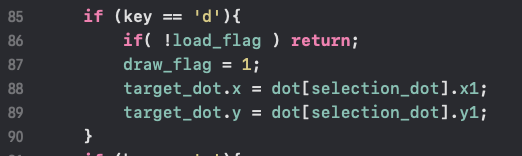 85 if (key == 'd'){
86 if( !load_flag ) return;
87 draw_flag = 1;
88 target_dot.x = dot[selection_dot].x1;
89 target_dot.y = dot[selection_dot].y1;
90 }